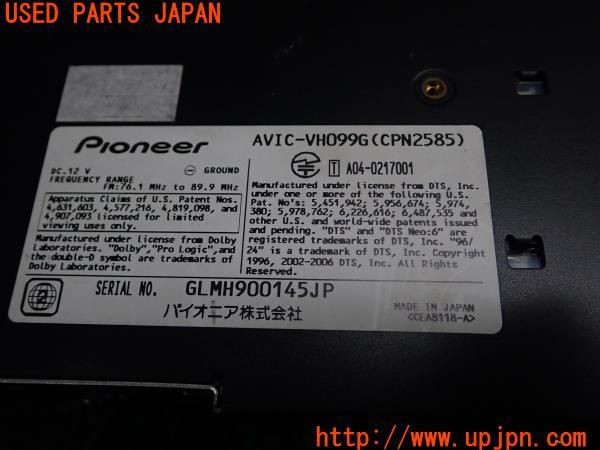 USED PARTS JAPAN
Pioneer
AVIC-VH099G(CPN2585)
DC.12 V
GROUND
FREQUENCY RANGE
FM:76.1 MHz to 89.9 MHz
T A04-0217001
Apparatus Claims of U.S. Patent Nos.
4,631,603, 4,577,216, 4,819,098, and
4,907,093 licensed for limited
viewing uses only.
Manufactured under license from Dolby
Laboratories. "Dolby","Pro Logic",and
the double-D symbol are trademarks of
Dolby Laboratories.
Manufactured under license from DTS, Inc.
under one or more of the following U.S.
Pat. No's: 5,451,942; 5,956,674; 5,974,
380; 5,978,762; 6,226,616; 6,487,535 and
other U.S. and world-wide patents issued
and pending. "DTS" and "DTS Neo:6" are
registered trademarks of DTS, Inc. "96/
24" is a trademark of DTS, Inc. Copyright
1996, 2002-2006 DTS, Inc. All Rights
Reserved.
2
SERIAL NO. GLMH900145JP
パイオニア株式会社
MADE IN JAPAN
<CEA8118-A>
http://www.upjpn.com/